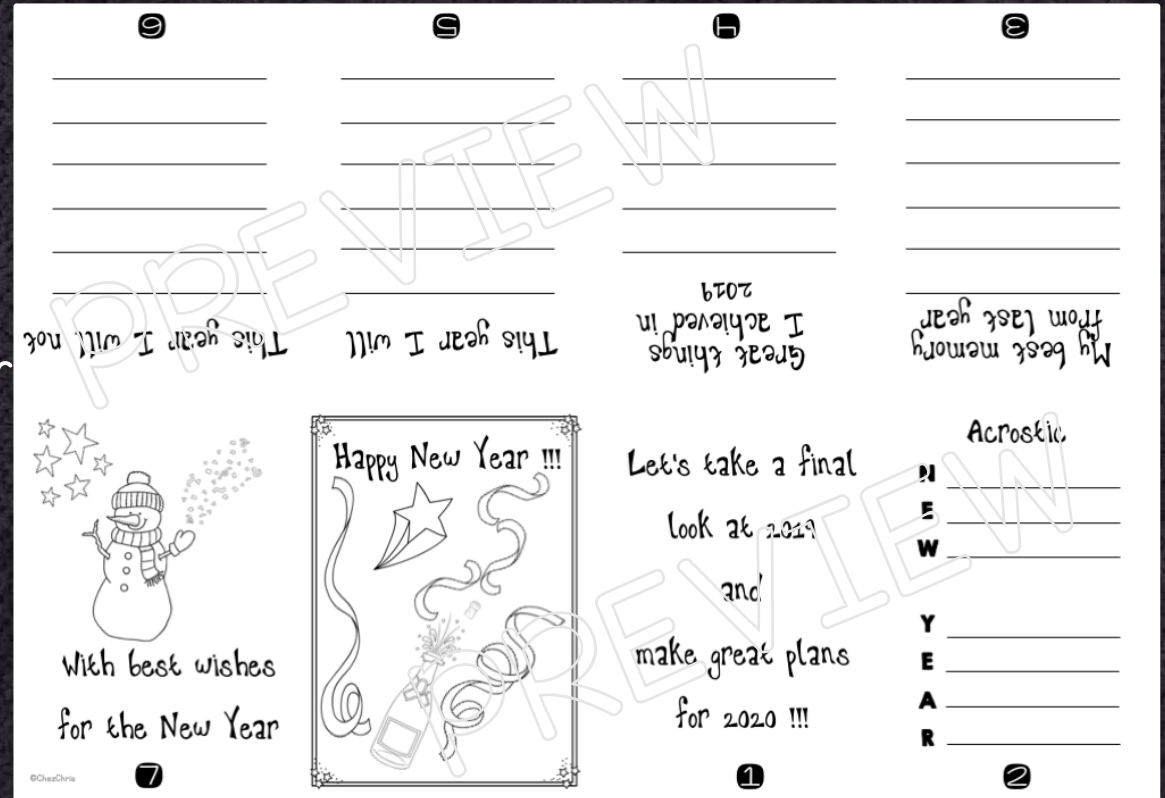 This year I will not
6
This year I will
5
Great things
I achieved in
2019
4
My best memory
from last year
3
PREVIEW
With best wishes
for the New Year
©ChezChris
7
Happy New Year !!!
Let's take a final
look at 2019
and
make great plans
for 2020 !!!
1
Acrostic
N
E
W
Y
E
A
R
2
PREVIEW